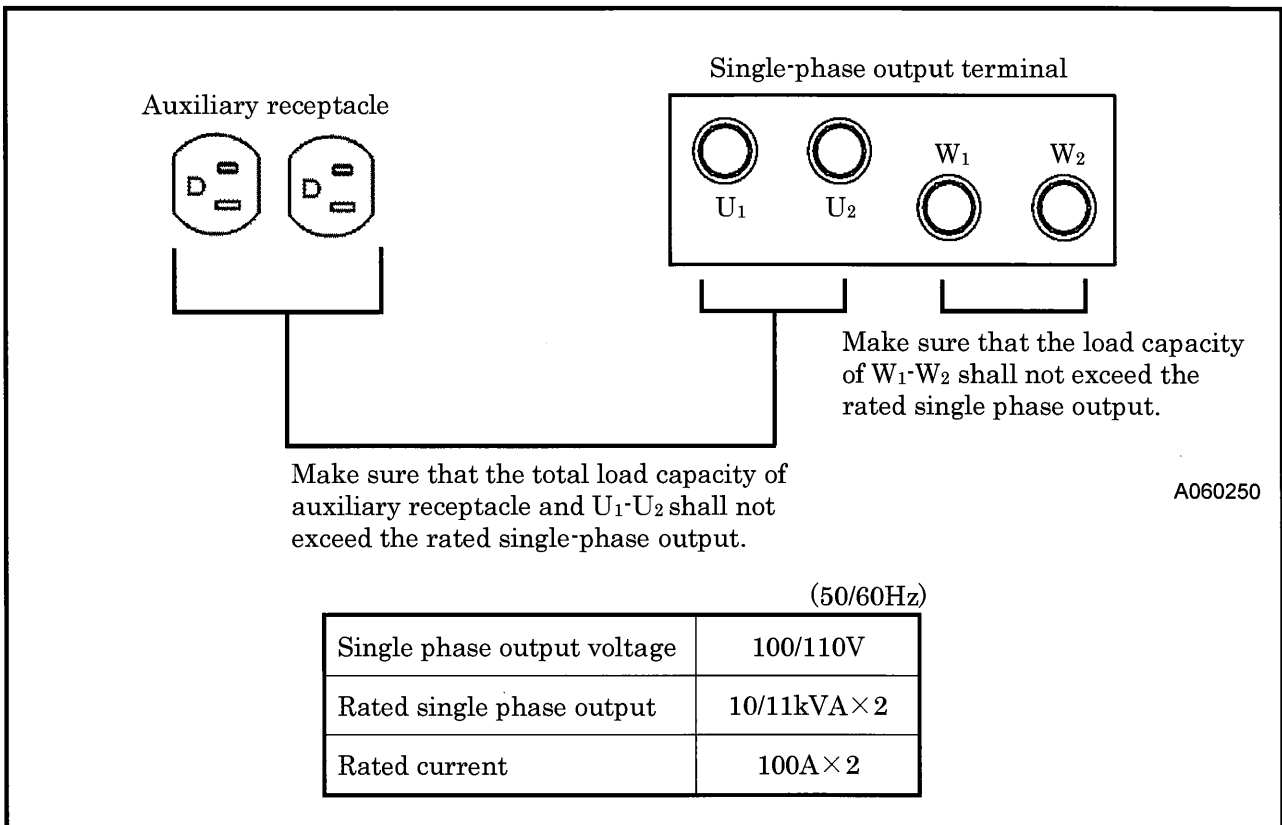 Single-phase output terminal
Auxiliary receptacle
W₁ W₂
U₁ U₂
Make sure that the load capacity
of W₁-W₂ shall not exceed the
rated single phase output.
Make sure that the total load capacity of
auxiliary receptacle and U₁-U₂ shall not
exceed the rated single-phase output.
A060250
(50/60Hz)
Single phase output voltage 100/110V
Rated single phase output 10/11kVA×2
Rated current 100A×2